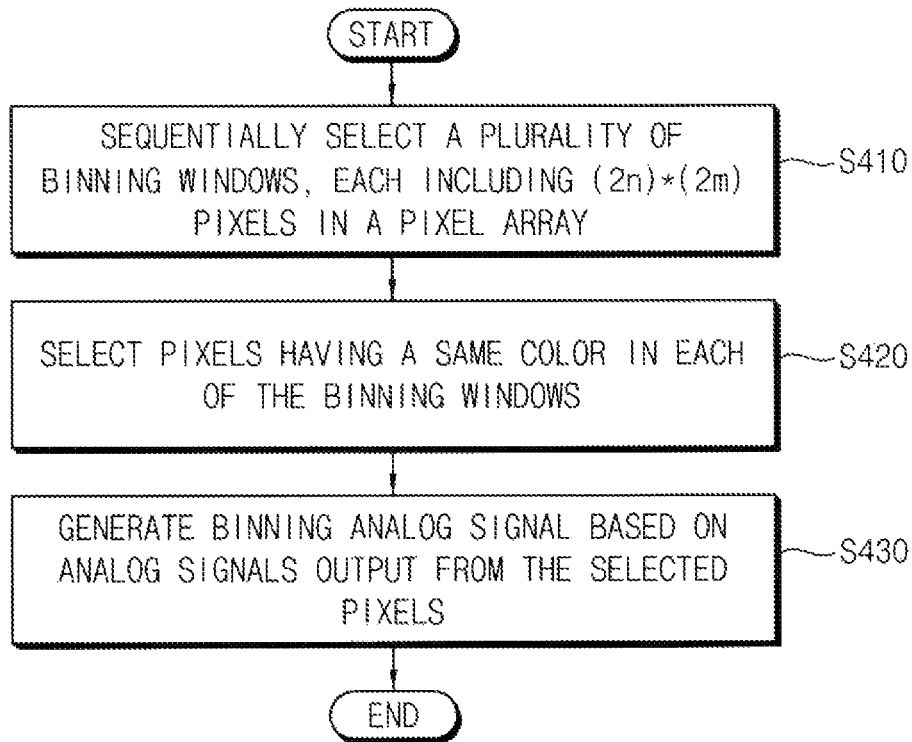 START
SEQUENTIALLY SELECT A PLURALITY OF
BINNING WINDOWS, EACH INCLUDING (2n)*(2m)
PIXELS IN A PIXEL ARRAY
S410
SELECT PIXELS HAVING A SAME COLOR IN EACH
OF THE BINNING WINDOWS
S420
GENERATE BINNING ANALOG SIGNAL BASED ON
ANALOG SIGNALS OUTPUT FROM THE SELECTED
PIXELS
S430
END